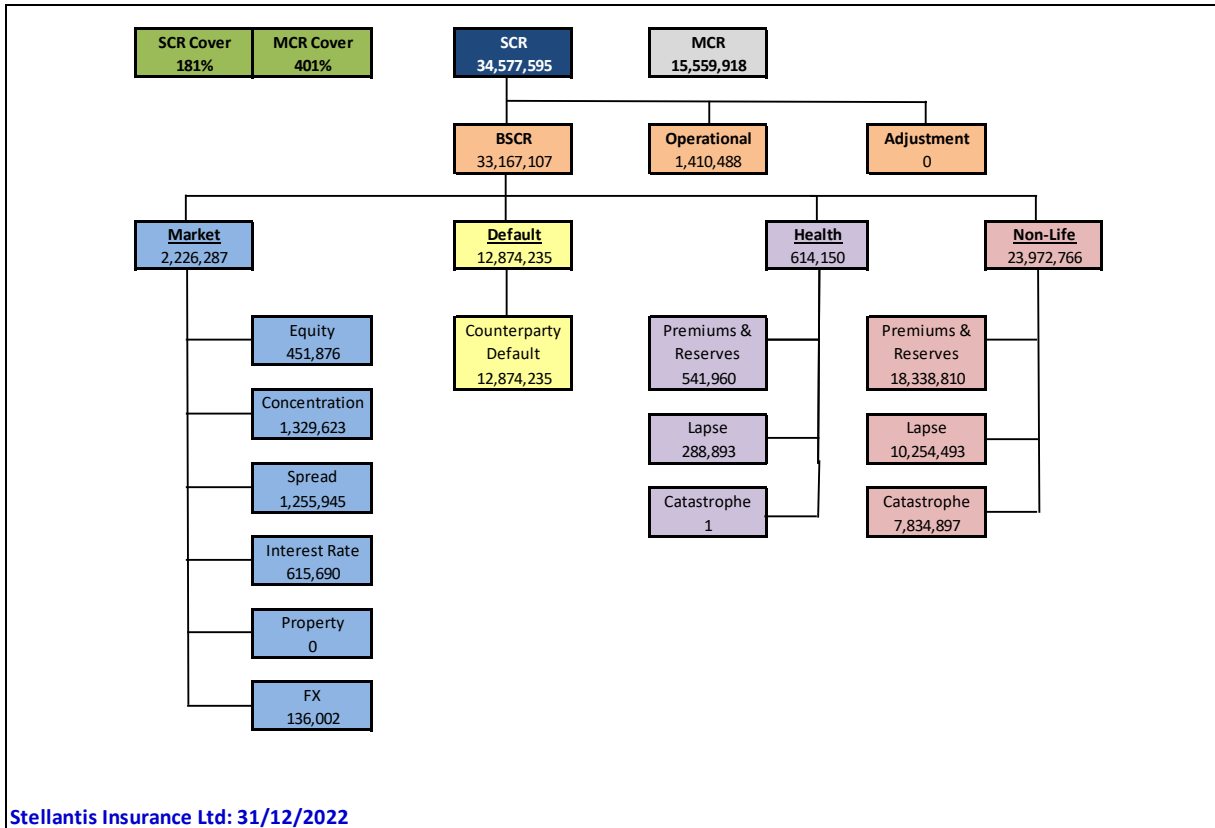 SCR Cover
181%
MCR Cover
401%
SCR
34,577,595
MCR
15,559,918
BSCR
33,167,107
Operational
1,410,488
Adjustment
0
Market
2,226,287
Default
12,874,235
Health
614,150
Non-Life
23,972,766
Equity
451,876
Concentration
1,329,623
Spread
1,255,945
Interest Rate
615,690
Property
0
FX
136,002
Counterparty
Default
12,874,235
Premiums &
Reserves
541,960
Lapse
288,893
Catastrophe
1
Premiums &
Reserves
18,338,810
Lapse
10,254,493
Catastrophe
7,834,897
Stellantis Insurance Ltd: 31/12/2022